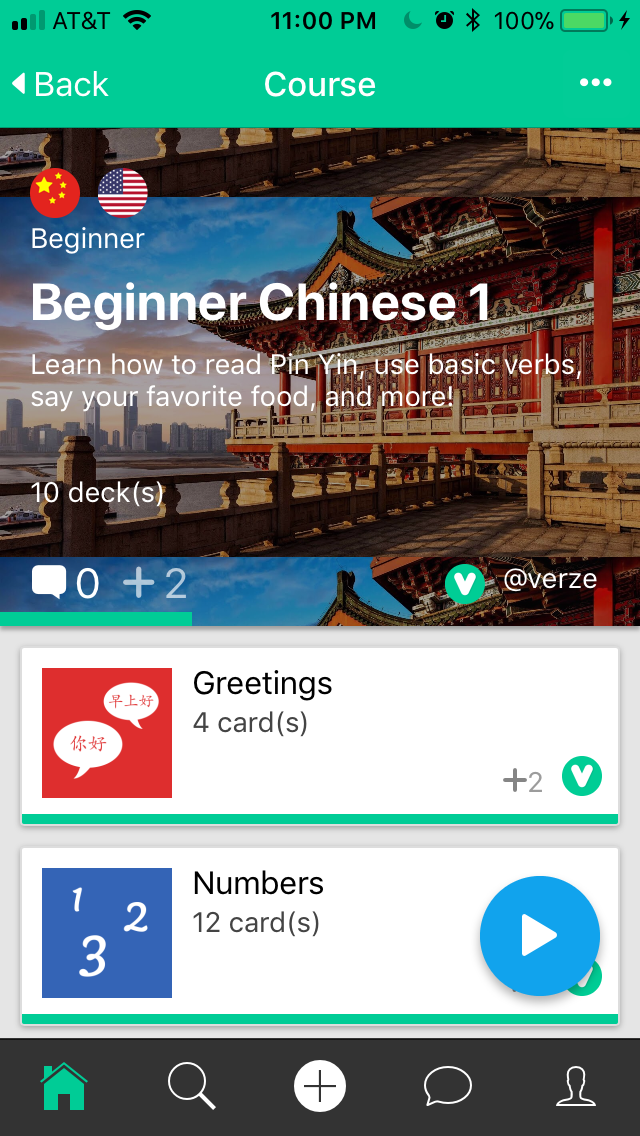 AT&T 11:00 PM 100%
Back Course
Beginner
Beginner Chinese 1
Learn how to read Pin Yin, use basic verbs,
say your favorite food, and more!
10 deck(s)
0 +2 @verze
Greetings
早上好
你好
4 card(s)
+2
Numbers
1 2
3
12 card(s)